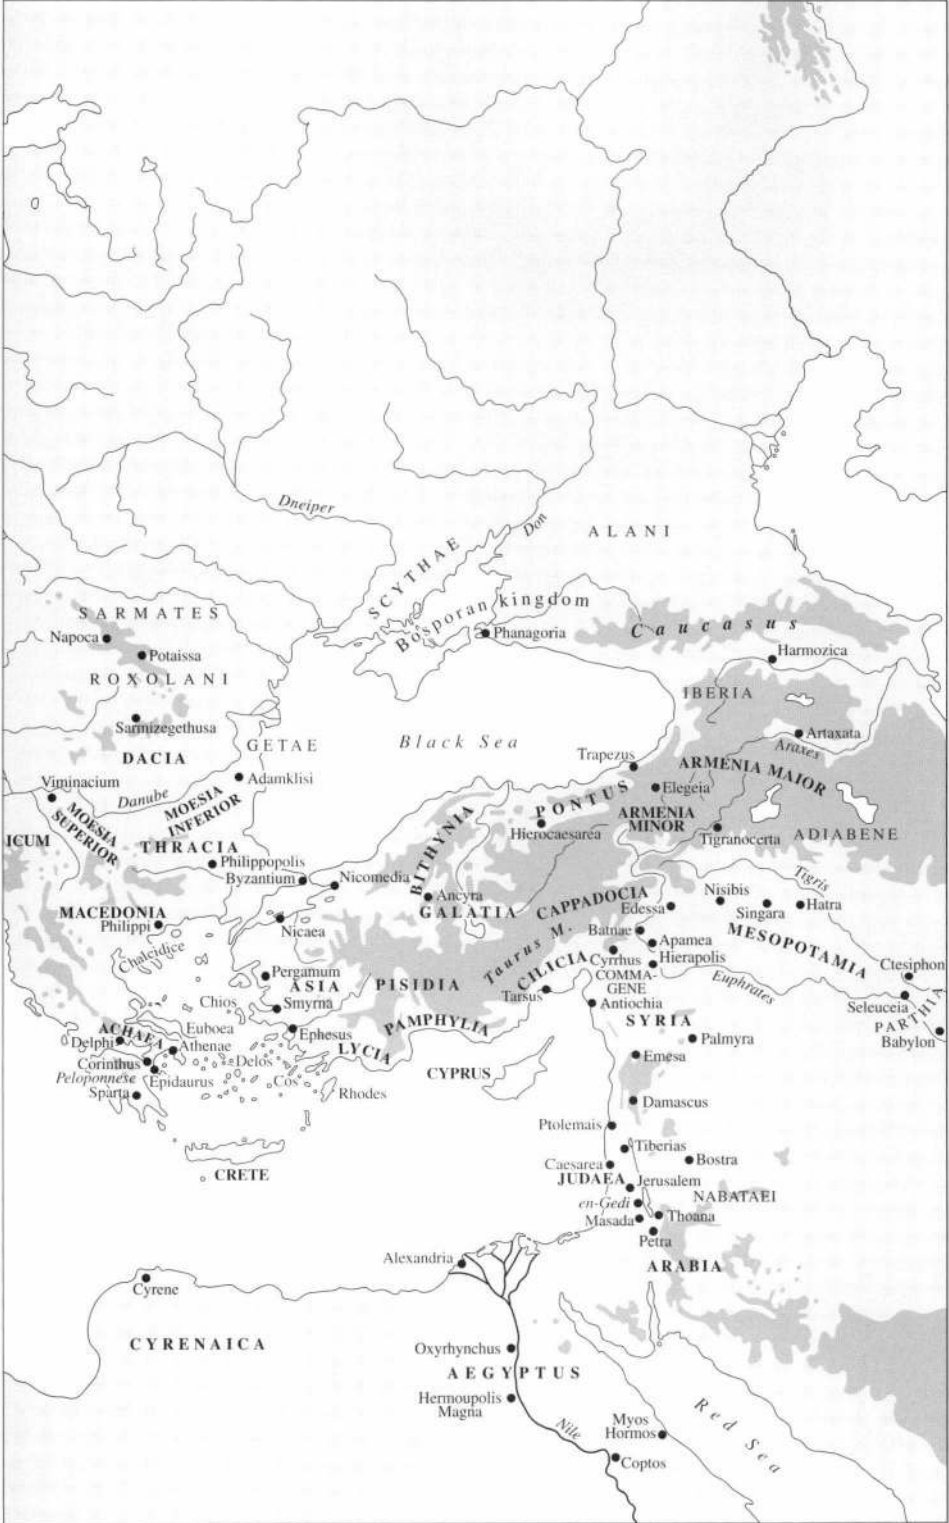 Dneiper
Don
ALANI
SCYTHAE
Bosporan kingdom
SARMATES
Napoca
Phanagoria
Caucasus
Potaissa
Harmozica
ROXOLANI
IBERIA
Sarmizegethusa
GETAE
Black Sea
Artaxata
Araxes
DACIA
Trapezus
ARMENIA MAIOR
Viminacium
Adamklisi
Danube
Elegeia
MOESIA
SUPERIOR
MOESIA
INFERIOR
PONTUS
ARMENIA
MINOR
Hierocaesarea
Tigranocerta
ADIABENE
ICUM
THRACIA
BITHYNIA
Philippopolis
Byzantium
Nicomedia
Tigris
Ancyra
Nisibis
CAPPADOCIA
Edessa
Singara
Hatra
MACEDONIA
GALATIA
Philippi
Nicaea
Batnae
MESOPOTAMIA
Taurus M.
Apamea
Chalcidice
Cyrrhus
Hierapolis
CILICIA
Pergamum
ASIA
PISIDIA
COMMA-
GENE
Ctesiphon
Euphrates
Tarsus
Chios
Smyrna
Antiochia
Seleuceia
PARTHIA
SYRIA
ACHAEA
Euboea
Ephesus
PAMPHYLIA
Delphi
Athenae
Palmyra
Babylon
LYCIA
Emesa
Corinthus
Delos
CYPRUS
Peloponnese
Epidaurus
Cos
Sparta
Rhodes
Damascus
Ptolemais
Tiberias
Caesarea
Bostra
CRETE
JUDAEA
Jerusalem
NABATAEI
en-Gedi
Masada
Thoana
Petra
Alexandria
ARABIA
Cyrene
CYRENAICA
Oxyrhynchus
AEGYPTUS
Hermoupolis
Magna
Red Sea
Nile
Myos
Hormos
Coptos